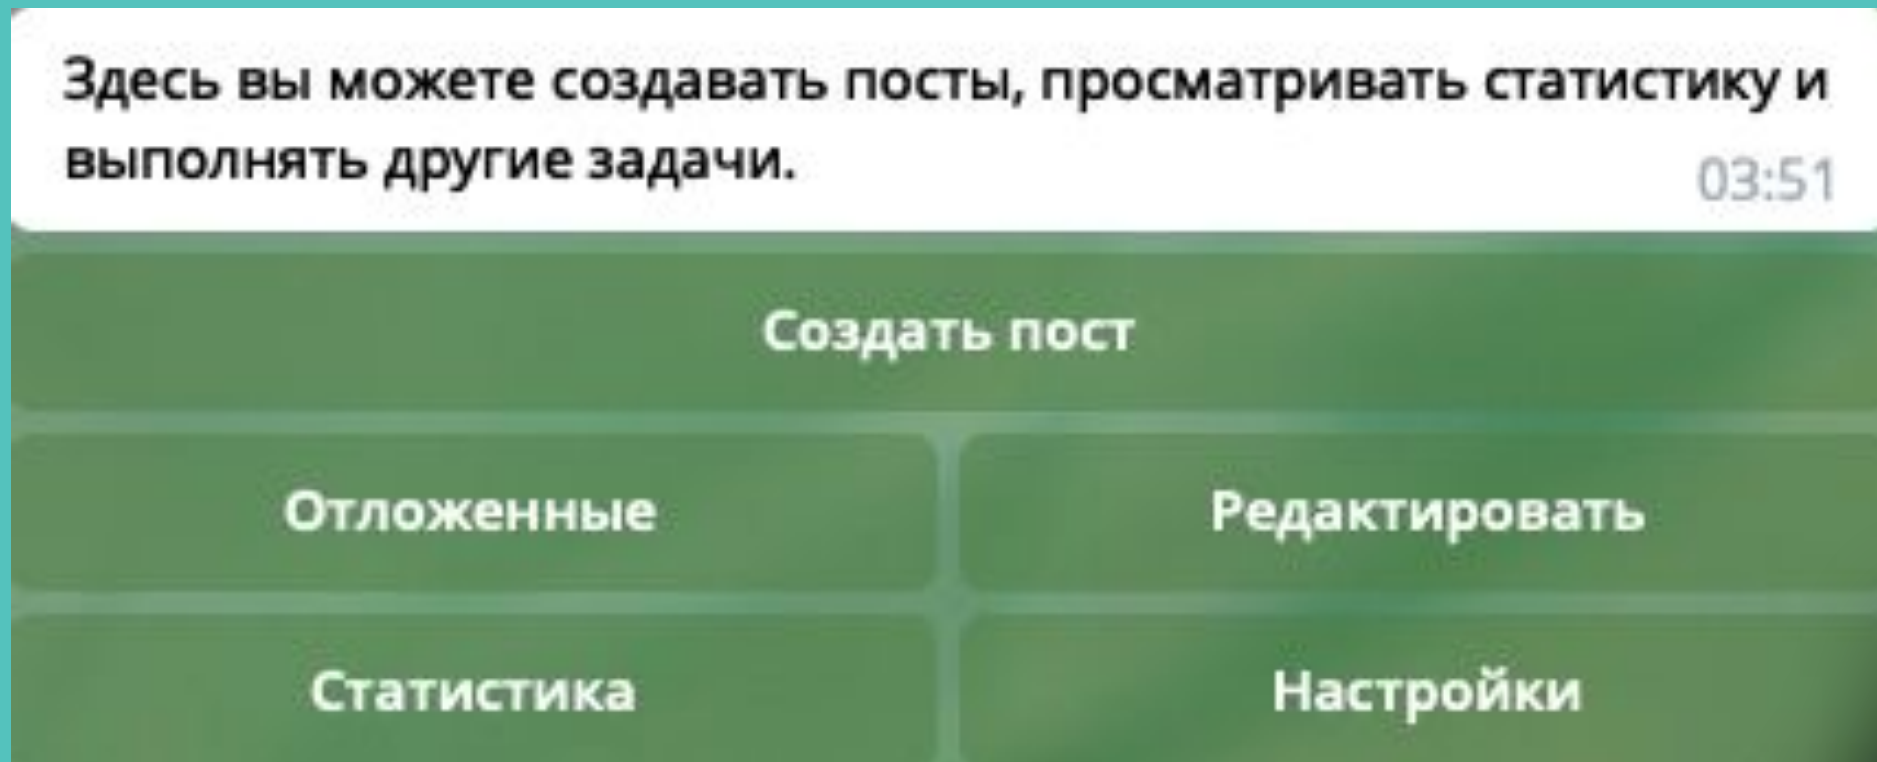 Здесь вы можете создавать посты, просматривать статистику и
выполнять другие задачи.
03:51
Создать пост
Отложенные
Редактировать
Статистика
Настройки